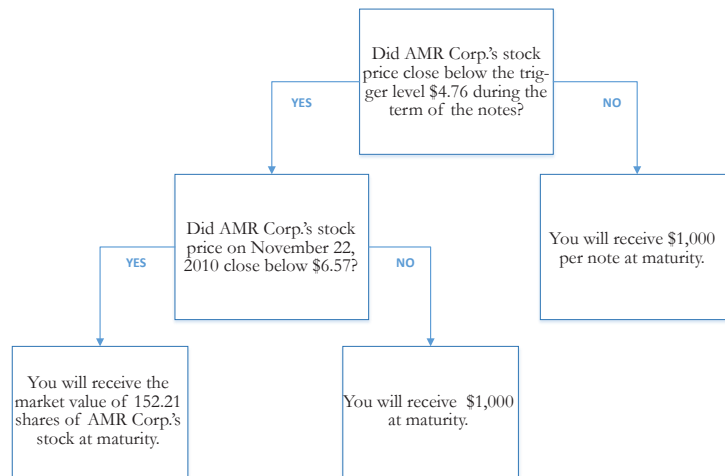 Did AMR Corp.'s stock
price close below the trig-
ger level $4.76 during the
term of the notes?
YES
NO
Did AMR Corp.'s stock
price on November 22,
2010 close below $6.57?
You will receive $1,000
per note at maturity.
YES
NO
You will receive the
market value of 152.21
shares of AMR Corp.'s
stock at maturity.
You will receive $1,000
at maturity.